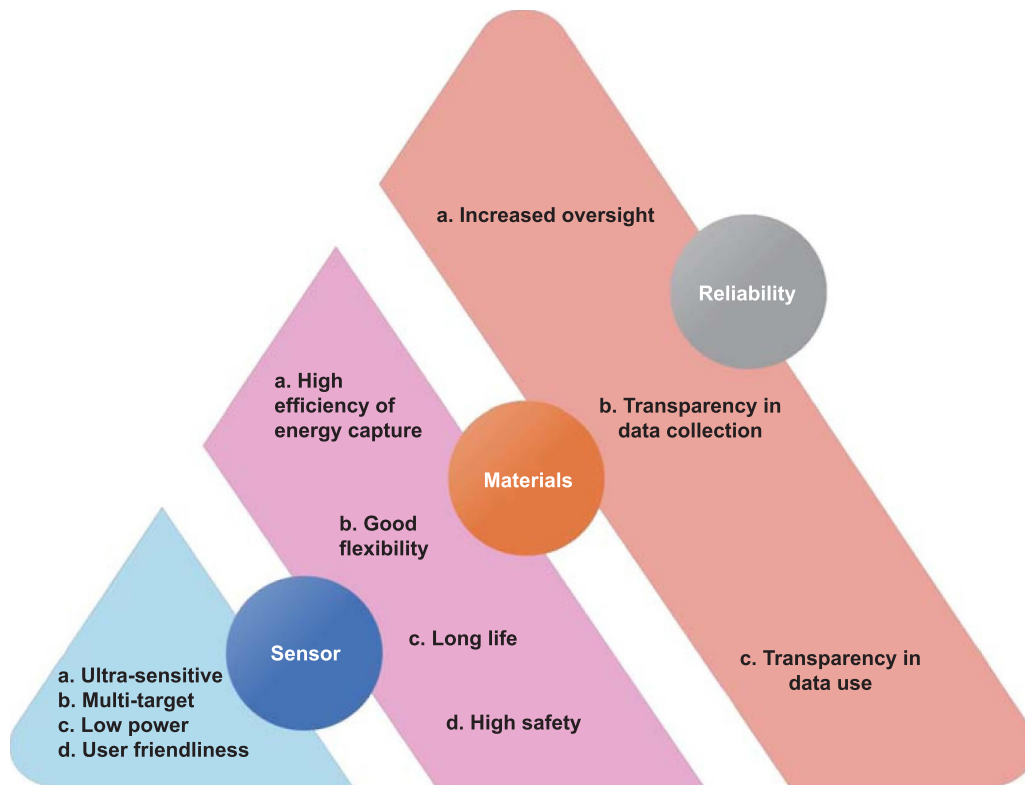 a. Increased oversight
Reliability
b. Transparency in
data collection
c. Transparency in
data use
a. High
efficiency of
energy capture
Materials
b. Good
flexibility
c. Long life
d. High safety
Sensor
a. Ultra-sensitive
b. Multi-target
c. Low power
d. User friendliness